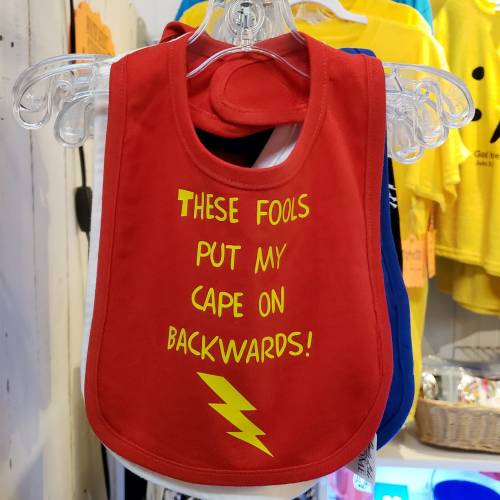 THESE FOOLS
PUT MY
CAPE ON
BACKWARDS!